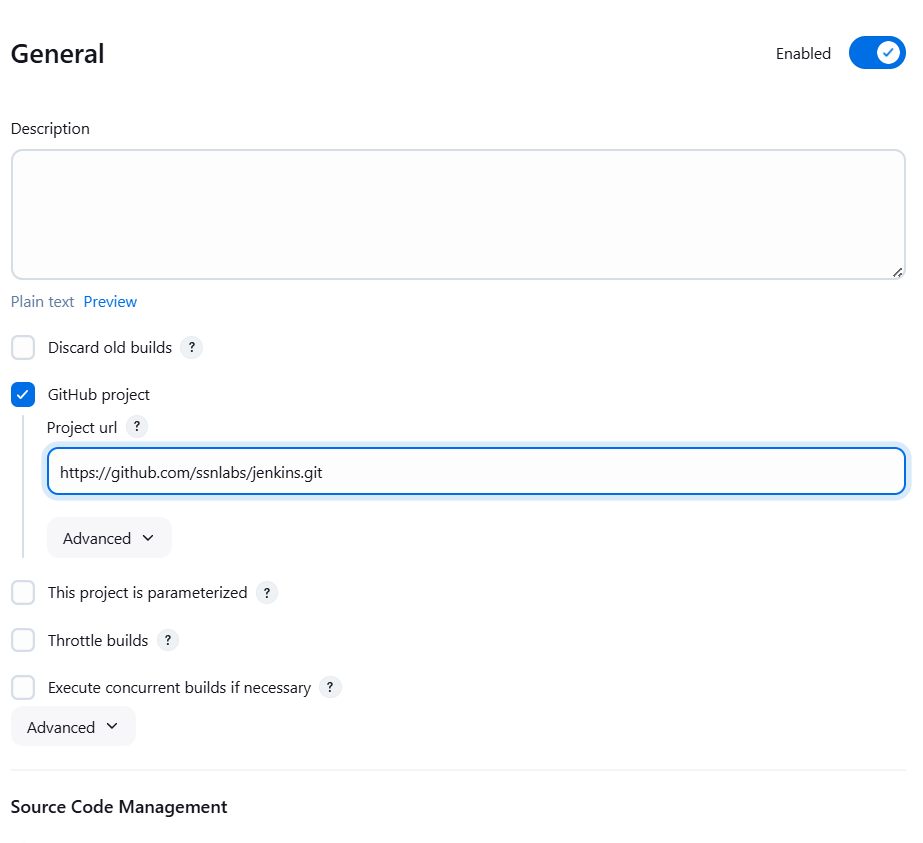 General
Enabled
Description
Plain text Preview
Discard old builds ?
GitHub project
Project url ?
https://github.com/ssnlabs/jenkins.git
Advanced
This project is parameterized ?
Throttle builds ?
Execute concurrent builds if necessary ?
Advanced
Source Code Management